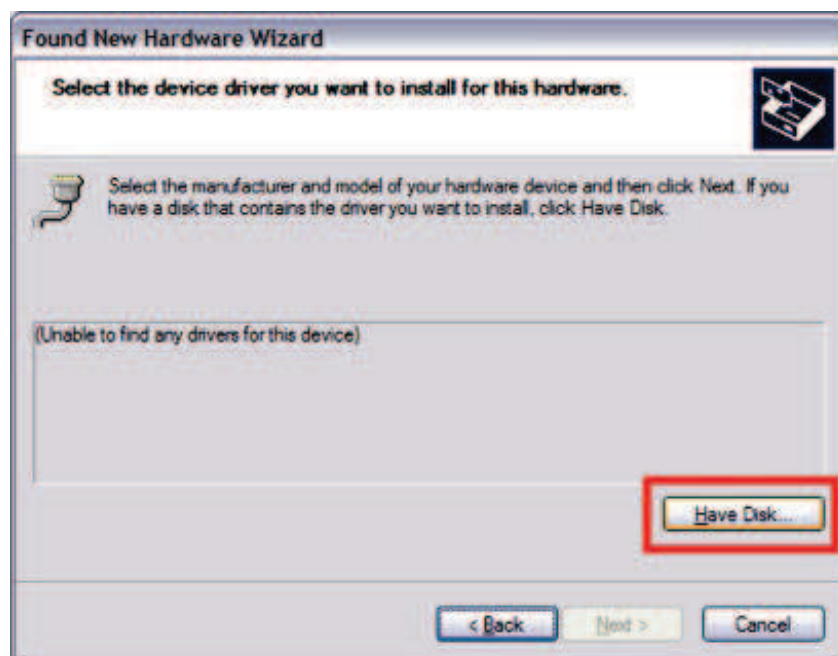 Found New Hardware Wizard
Select the device driver you want to install for this hardware.
Select the manufacturer and model of your hardware device and then click Next. If you
have a disk that contains the driver you want to install, click Have Disk.
(Unable to find any drivers for this device)
Have Disk...
< Back
Next >
Cancel